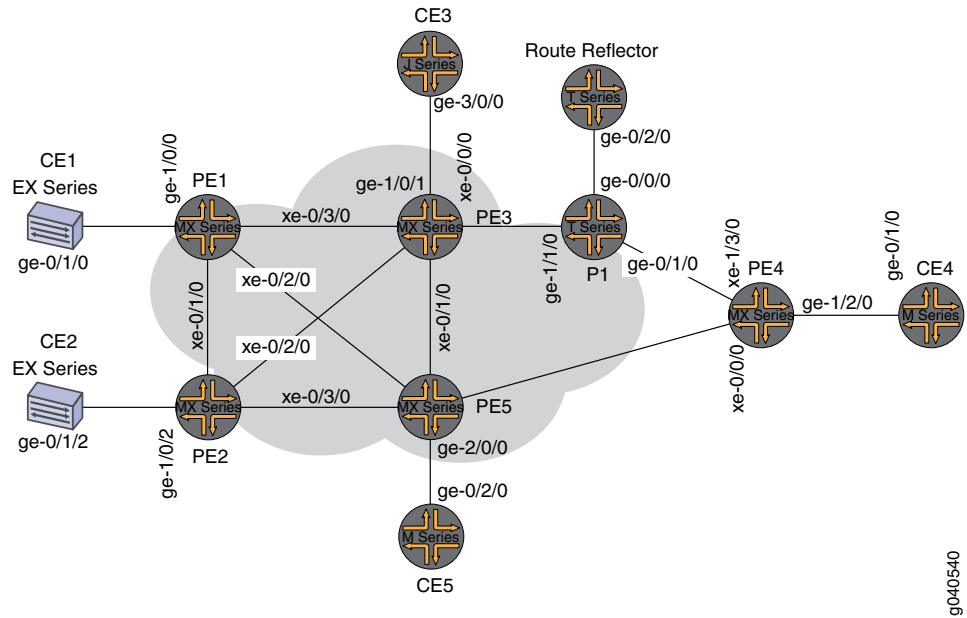 CE3
J Series
ge-3/0/0
Route Reflector
T Series
ge-0/2/0
CE1
EX Series
ge-0/1/0
ge-1/0/0
PE1
MX Series
xe-0/3/0
ge-1/0/1
xe-0/0/0
MX Series
PE3
ge-0/0/0
T Series
ge-1/1/0
P1
ge-0/1/0
xe-1/3/0
PE4
MX Series
xe-0/0/0
ge-1/2/0
ge-0/1/0
CE4
M Series
xe-0/2/0
xe-0/1/0
xe-0/2/0
xe-0/1/0
CE2
EX Series
ge-0/1/2
ge-1/0/2
MX Series
PE2
xe-0/3/0
MX Series
PE5
ge-2/0/0
ge-0/2/0
M Series
CE5
g040540